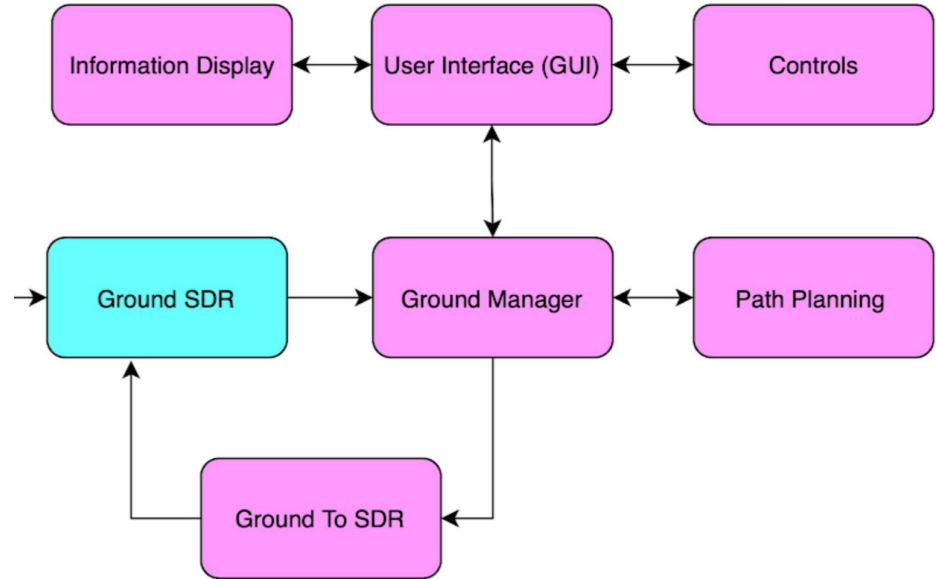 Information Display
User Interface (GUI)
Controls
Ground SDR
Ground Manager
Path Planning
Ground To SDR